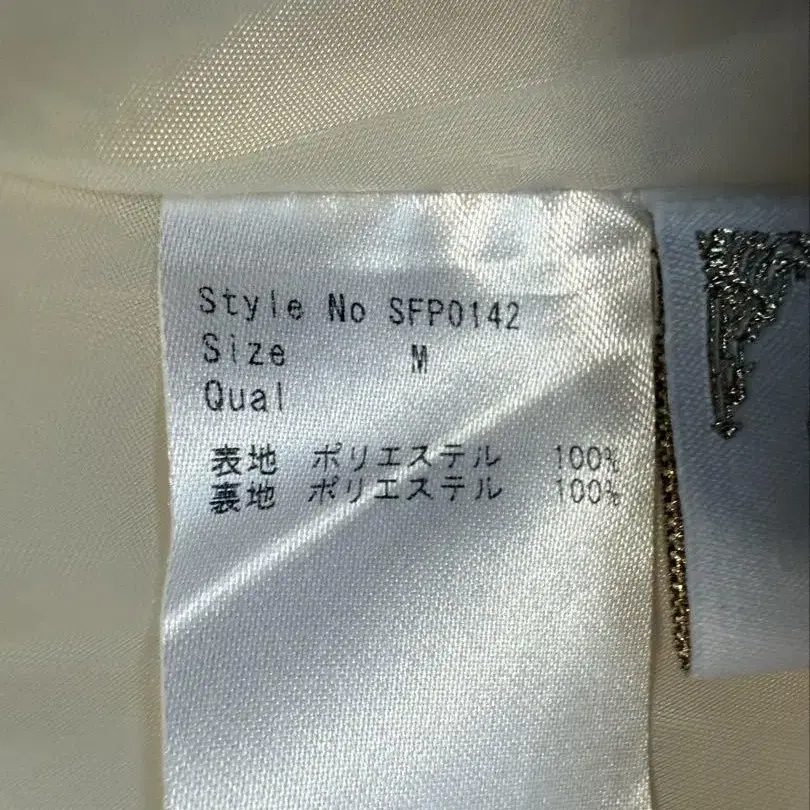 Style No SFP0142
Size M
Qual
表地 ポリエステル 100%
裏地 ポリエステル 100%